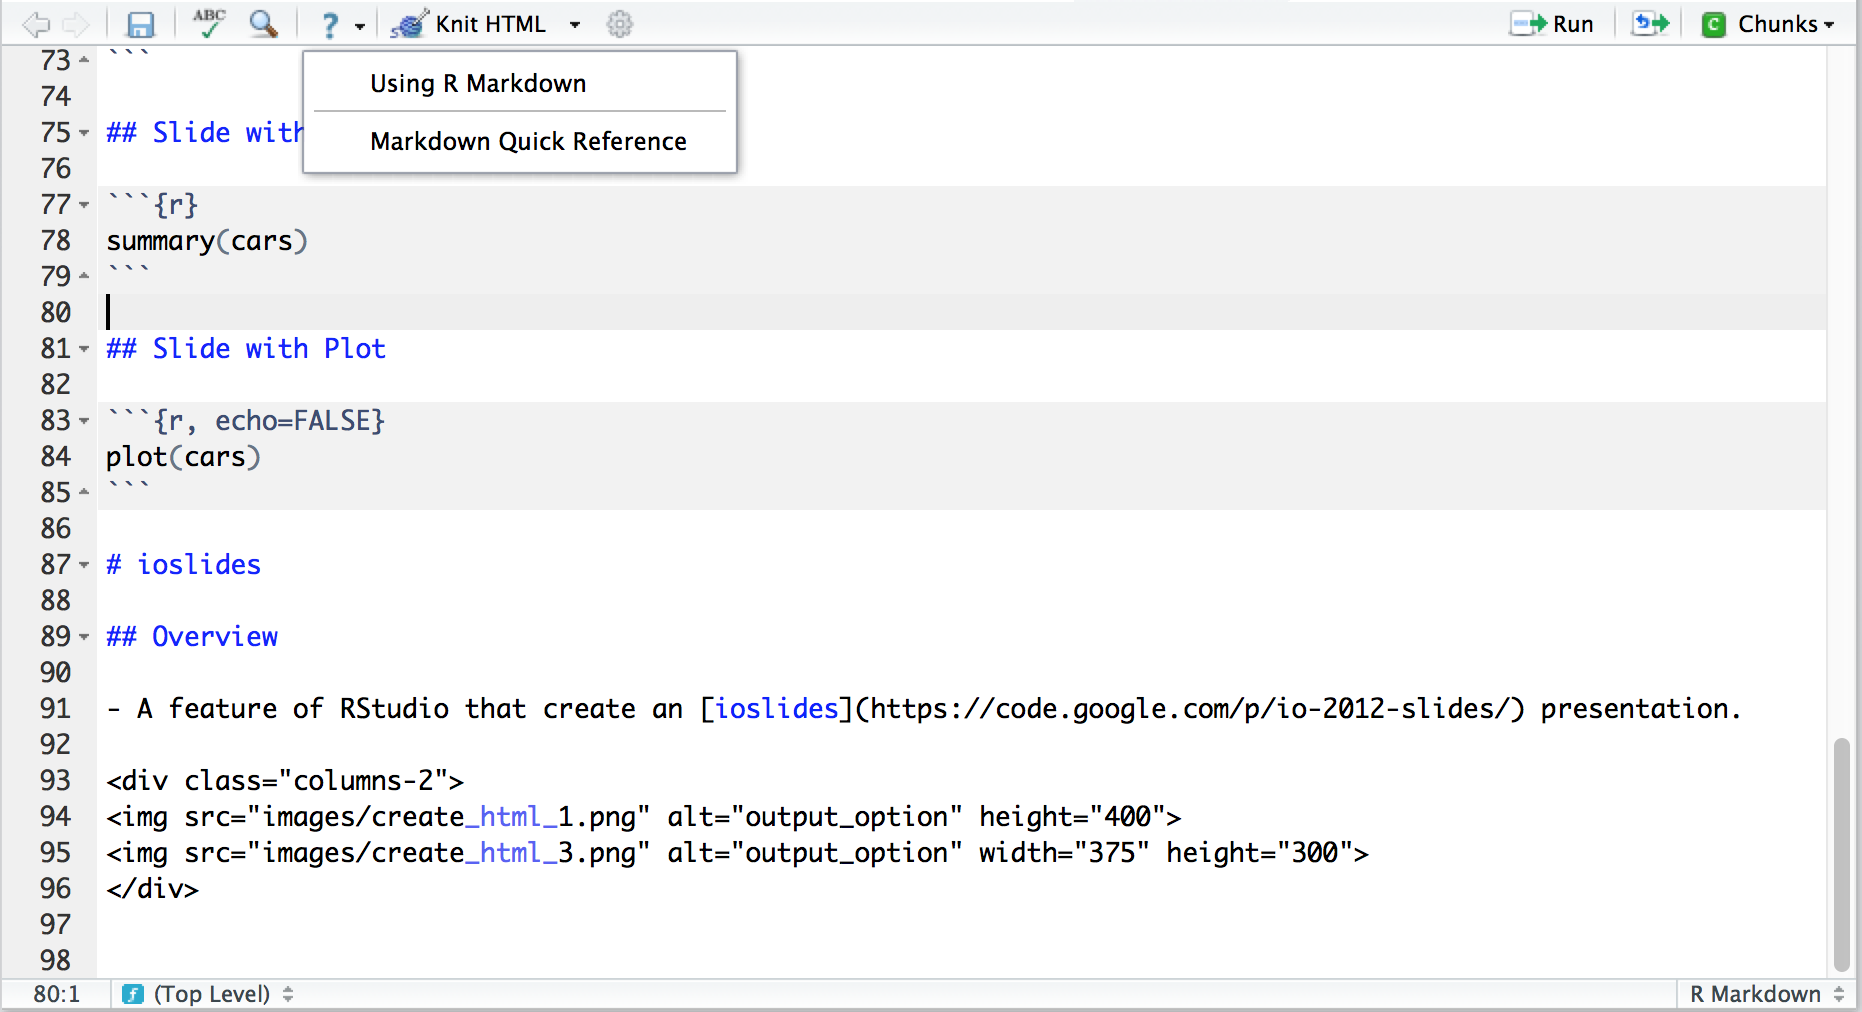 ABC ? Knit HTML Run C Chunks
Using R Markdown
Markdown Quick Reference
73 ```
74
75 ## Slide with
76
77 ```{r}
78 summary(cars)
79 ```
80
81 ## Slide with Plot
82
83 ```{r, echo=FALSE}
84 plot(cars)
85 ```
86
87 # ioslides
88
89 ## Overview
90
91 - A feature of RStudio that create an [ioslides](https://code.google.com/p/io-2012-slides/) presentation.
92
93 <div class="columns-2">
94 <img src="images/create_html_1.png" alt="output_option" height="400">
95 <img src="images/create_html_3.png" alt="output_option" width="375" height="300">
96 </div>
97
98
80:1 f (Top Level) R Markdown